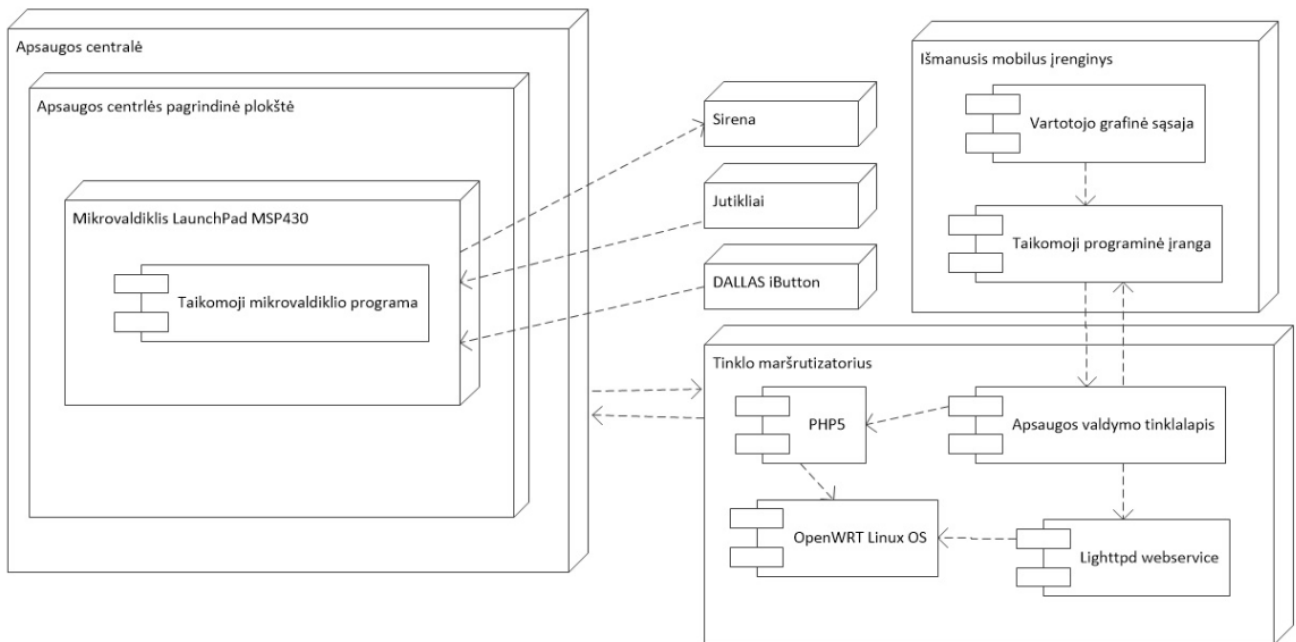 Apsaugos centralė
Apsaugos centrlės pagrindinė plokštė
Mikrovaldiklis LaunchPad MSP430
Taikomoji mikrovaldiklio programa
Sirena
Jutikliai
DALLAS iButton
Išmanusis mobilus įrenginys
Vartotojo grafinė sąsaja
Taikomoji programinė įranga
Tinklo maršrutizatorius
PHP5
Apsaugos valdymo tinklalapis
OpenWRT Linux OS
Lighttpd webservice